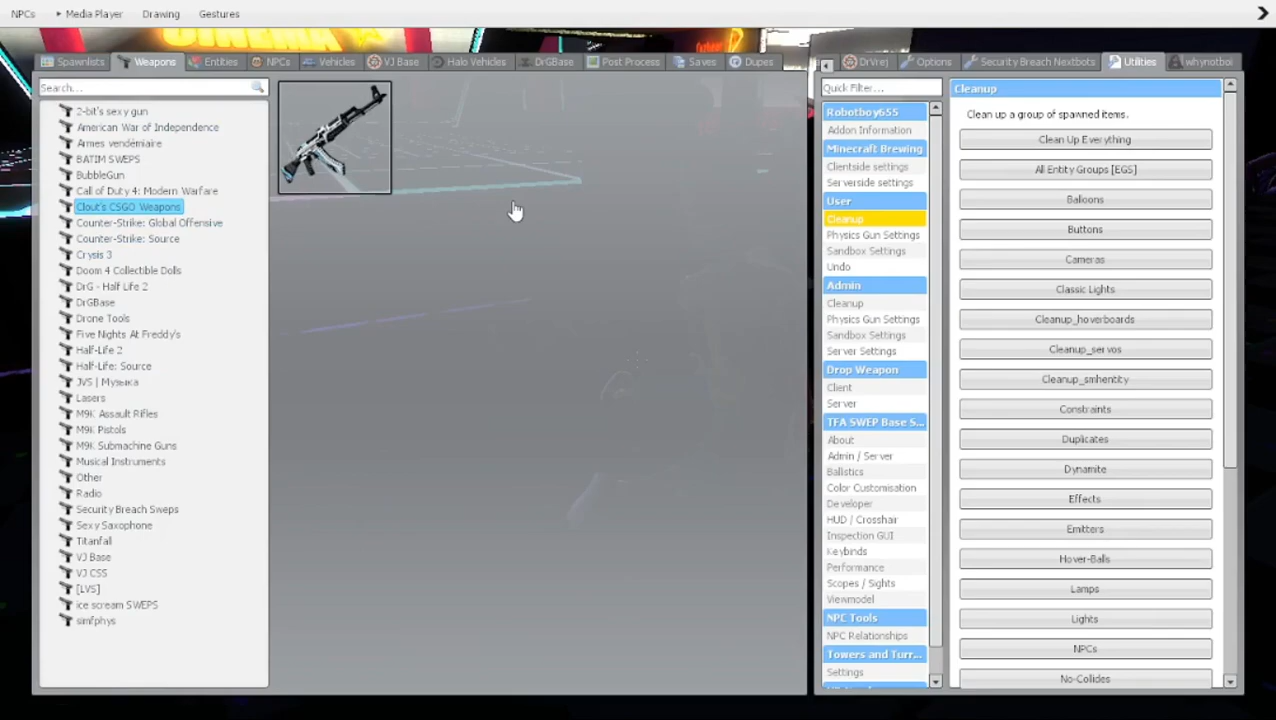 NPCs
Media Player
Drawing
Gestures
CINEMA
Spawnlists
Weapons
Entities
NPCs
Vehicles
VJ Base
Halo Vehicles
DrGBase
Post Process
Saves
Dupes
DrVrej
Options
Security Breach Nextbots
Utilities
whynotboi
Search...
2-bit's sexy gun
American War of Independence
Armes vendémiaire
BATIM SWEPS
BubbleGun
Call of Duty 4: Modern Warfare
Clout's CSGO Weapons
Counter-Strike: Global Offensive
Counter-Strike: Source
Crysis 3
Doom 4 Collectible Dolls
DrG - Half Life 2
DrGBase
Drone Tools
Five Nights At Freddy's
Half-Life 2
Half-Life: Source
JVS | Музыка
Lasers
M9K Assault Rifles
M9K Pistols
M9K Submachine Guns
Musical Instruments
Other
Radio
Security Breach Sweps
Sexy Saxophone
Titanfall
VJ Base
VJ CSS
[LVS]
ice scream SWEPS
simfphys
Quick Filter...
Robotboy655
Addon Information
Minecraft Brewing
Clientside settings
Serverside settings
User
Cleanup
Physics Gun Settings
Sandbox Settings
Undo
Admin
Cleanup
Physics Gun Settings
Sandbox Settings
Server Settings
Drop Weapon
Client
Server
TFA SWEP Base S...
About
Admin / Server
Ballistics
Color Customisation
Developer
HUD / Crosshair
Inspection GUI
Keybinds
Performance
Scopes / Sights
Viewmodel
NPC Tools
NPC Relationships
Towers and Turr...
Settings
Cleanup
Clean up a group of spawned items.
Clean Up Everything
All Entity Groups [EGS]
Balloons
Buttons
Cameras
Classic Lights
Cleanup_hoverboards
Cleanup_servos
Cleanup_smhentity
Constraints
Duplicates
Dynamite
Effects
Emitters
Hover-Balls
Lamps
Lights
NPCs
No-Collides